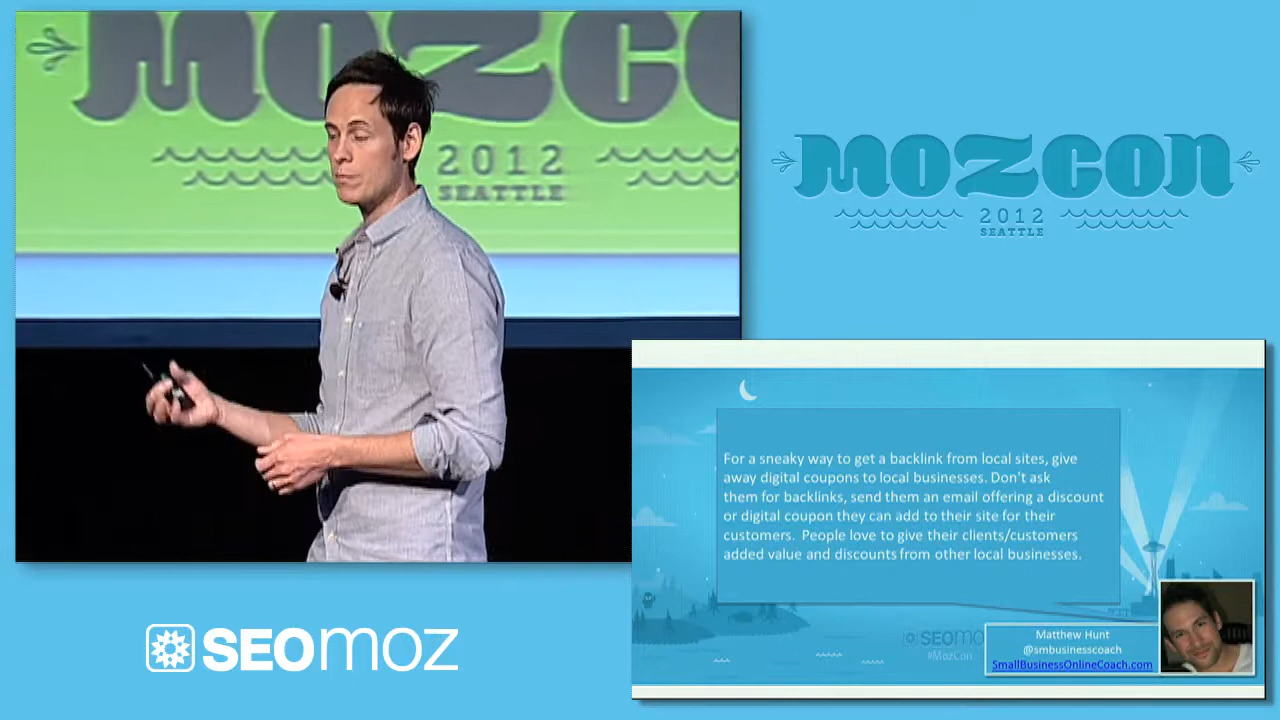 MOZCO
2012
SEATTLE
MOZCON
2012
SEATTLE
For a sneaky way to get a backlink from local sites, give
away digital coupons to local businesses. Don't ask
them for backlinks, send them an email offering a discount
or digital coupon they can add to their site for their
customers.  People love to give their clients/customers
added value and discounts from other local businesses.
SEOmoz
#MozCon
Matthew Hunt
@smbusinesscoach
SmallBusinessOnlineCoach.com
SEOmoz